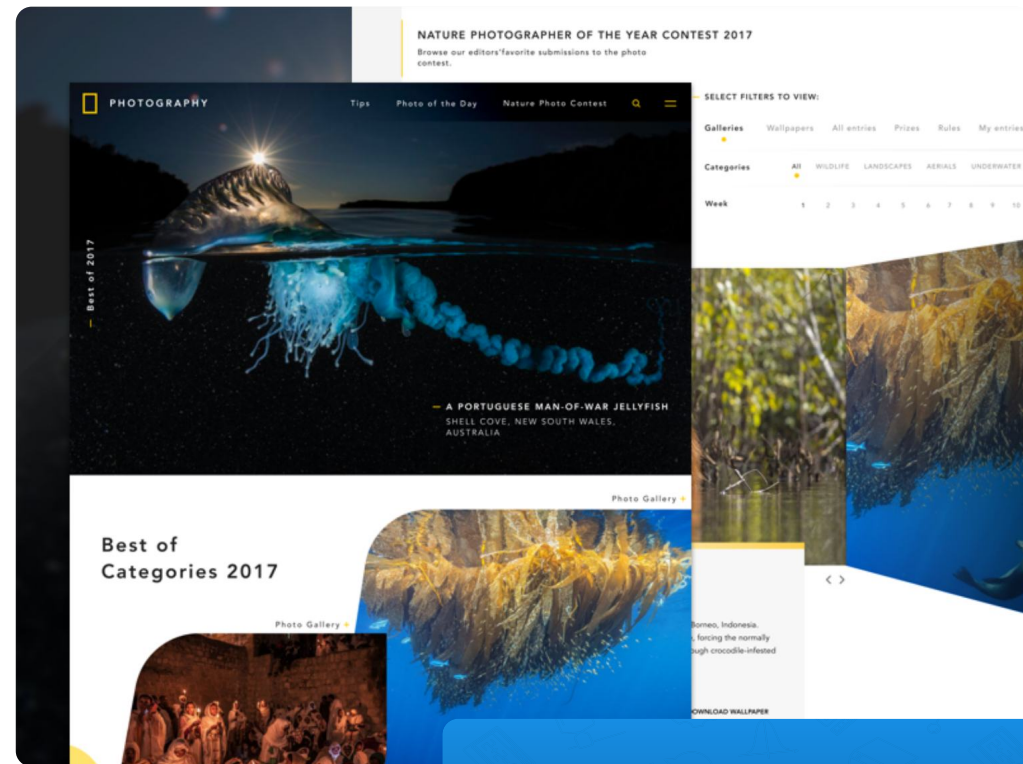 NATURE PHOTOGRAPHER OF THE YEAR CONTEST 2017
Browse our editors'favorite submissions to the photo
contest.
PHOTOGRAPHY
Tips Photo of the Day Nature Photo Contest
SELECT FILTERS TO VIEW:
Galleries Wallpapers All entries Prizes Rules My entries
Categories All WILDLIFE LANDSCAPES AERIALS UNDERWATER
Week 1 2 3 4 5 6 7 8 9 10
— Best of 2017
— A PORTUGUESE MAN-OF-WAR JELLYFISH
SHELL COVE, NEW SOUTH WALES,
AUSTRALIA
Photo Gallery +
Best of
Categories 2017
Photo Gallery +
Borneo, Indonesia.
, forcing the normally
ough crocodile-infested
OWNLOAD WALLPAPER